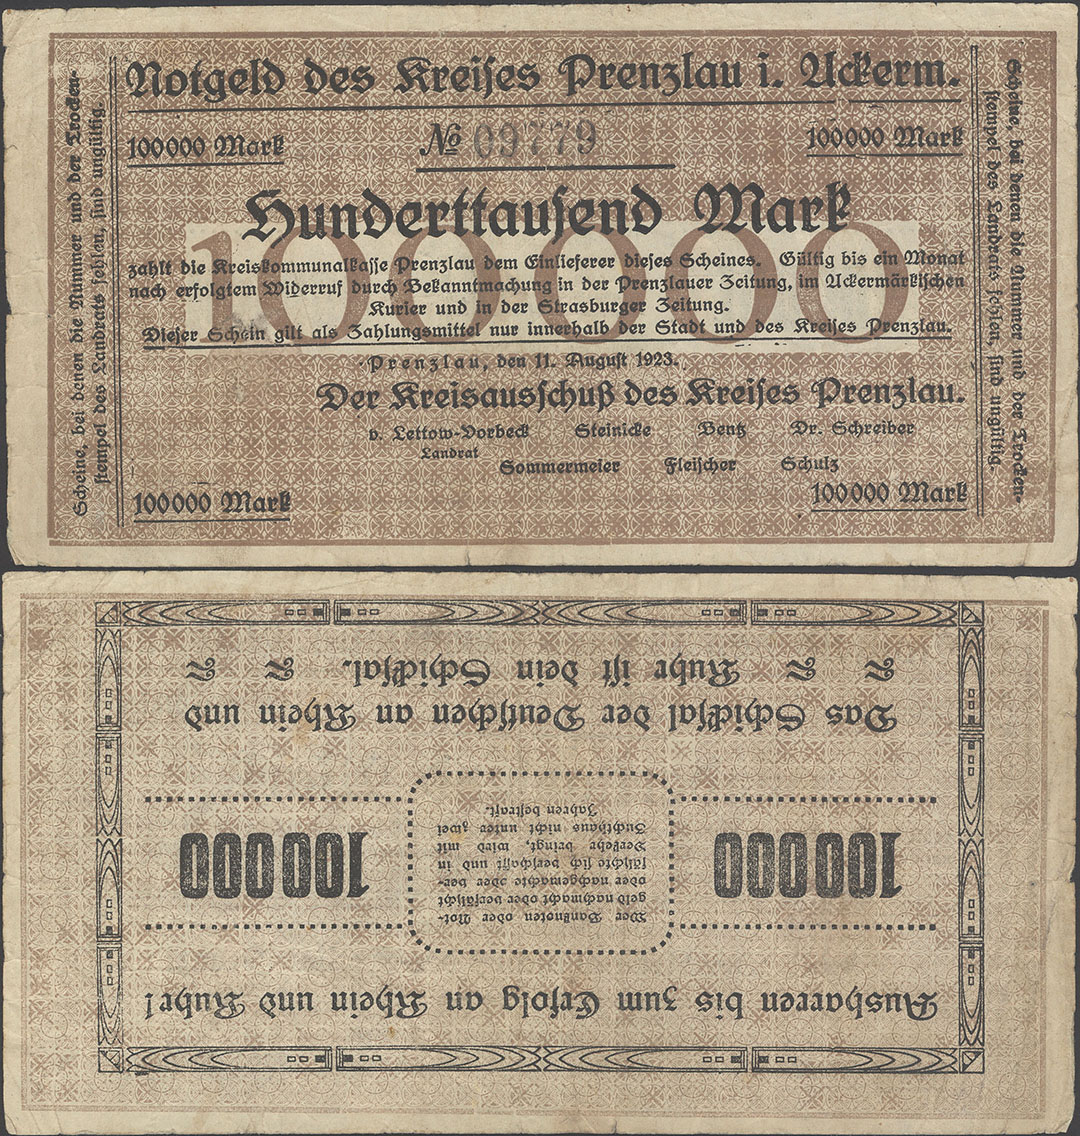 Notgeld des Kreises Prenzlau i. Uckerm.
100000 Mark
No 09779
100000 Mark
Hunderttausend Mark
100000
zahlt die Kreiskommunalkasse Prenzlau dem Einlieferer dieses Scheines. Gültig bis ein Monat
nach erfolgtem Widerruf durch Bekanntmachung in der Prenzlauer Zeitung, im Uckermärkischen
Kurier und in der Strasburger Zeitung.
Dieser Schein gilt als Zahlungsmittel nur innerhalb der Stadt und des Kreises Prenzlau.
Prenzlau, den 11. August 1923.
Der Kreisausschuß des Kreises Prenzlau.
v. Lettow-Vorbeck Steinicke Bentz Dr. Schreiber
Landrat
Sommermeier Fleischer Schulz
100000 Mark
100000 Mark
Scheine, bei denen die Nummer und der Trocken-
stempel des Landrats fehlen, sind ungültig.
Scheine, bei denen die Nummer und der Trocken-
stempel des Landrats fehlen, sind ungültig.
Ausharren bis zum Erfolg an Rhein und Ruhr!
100000
Wer Banknoten oder Not-
geld nachmacht oder verfälscht
oder nachgemachte oder ver-
fälschte sich verschafft und in
Verkehr bringt, wird mit
Zuchthaus nicht unter zwei
Jahren bestraft.
100000
Das Schicksal der Deutschen an Rhein und
Ruhr ist dein Schicksal.